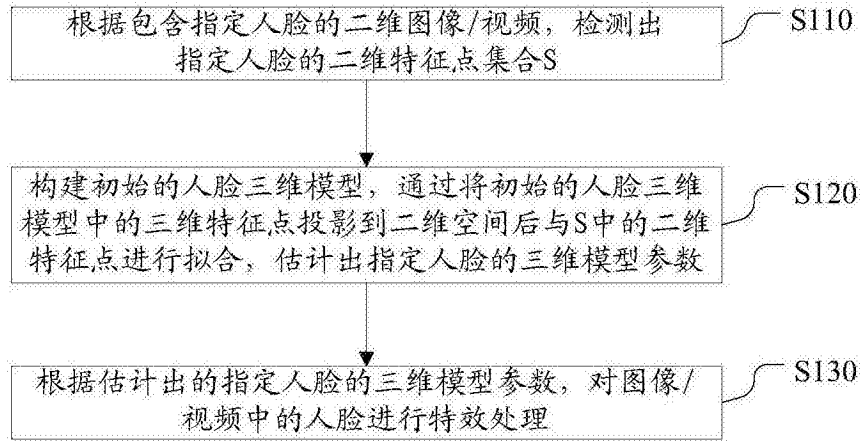 根据包含指定人脸的二维图像/视频，检测出
指定人脸的二维特征点集合S
S110
构建初始的人脸三维模型，通过将初始的人脸三维
模型中的三维特征点投影到二维空间后与S中的二维
特征点进行拟合，估计出指定人脸的三维模型参数
S120
根据估计出的指定人脸的三维模型参数，对图像/
视频中的人脸进行特效处理
S130